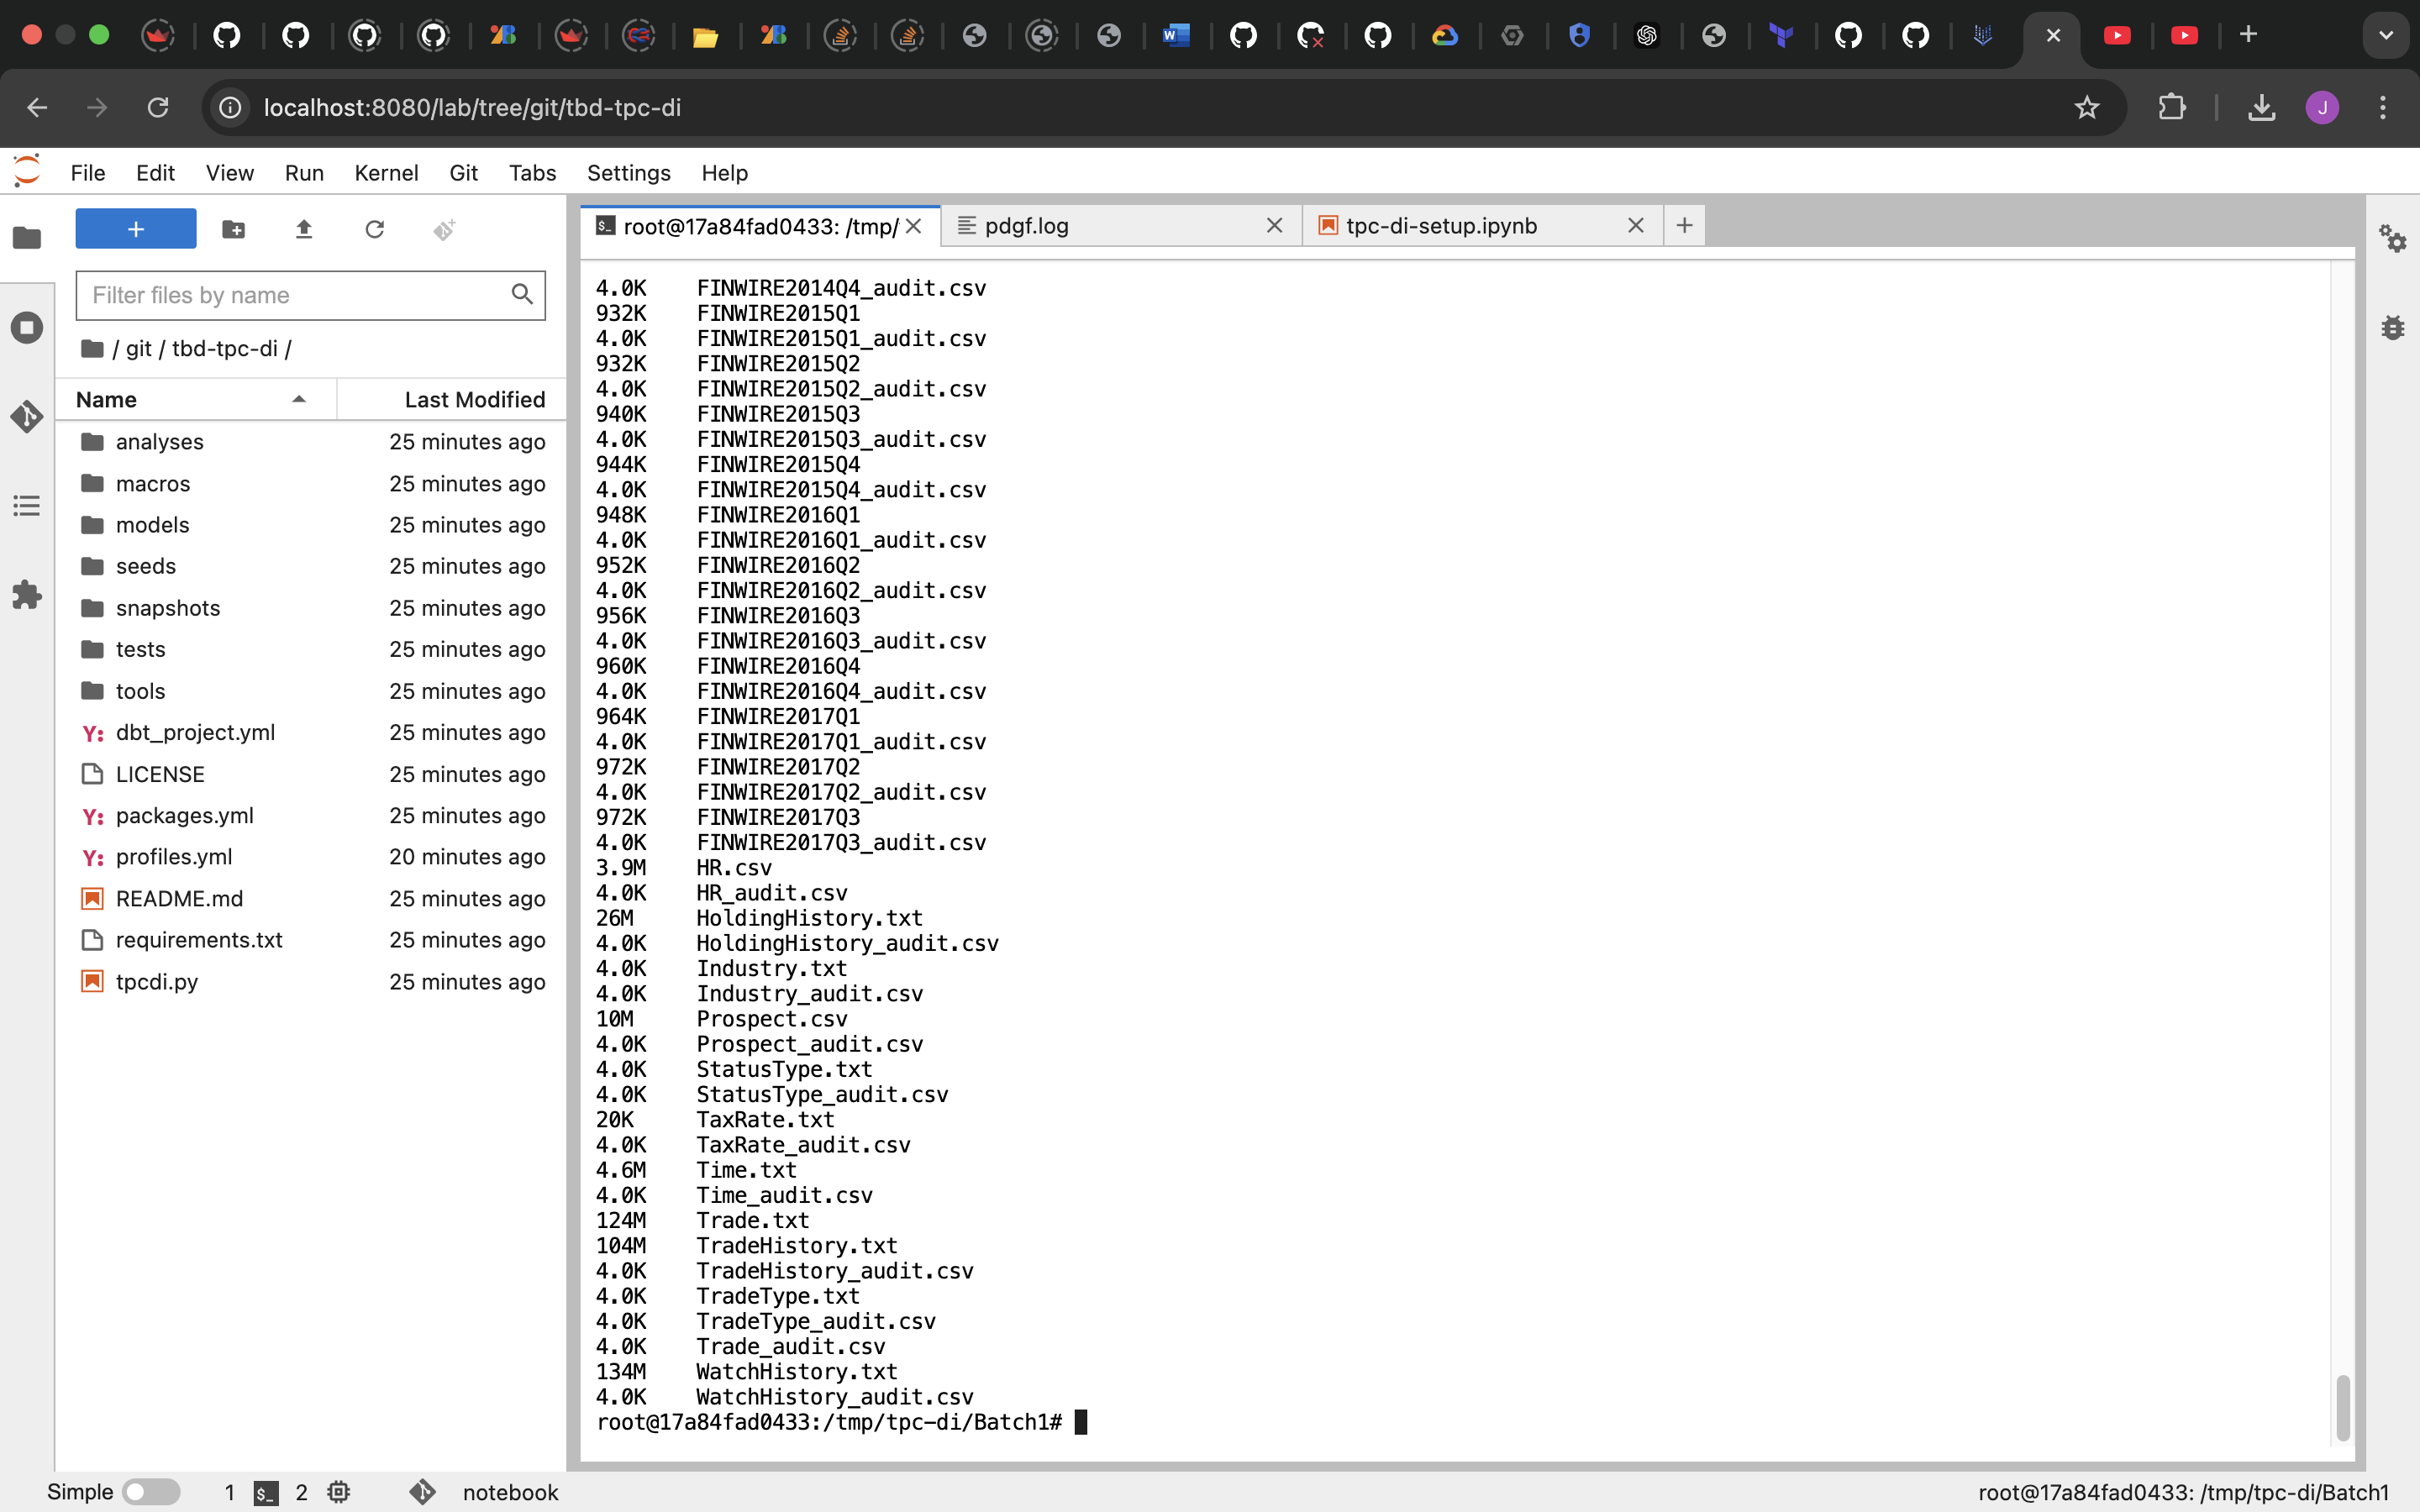 localhost:8080/lab/tree/git/tbd-tpc-di
J
File Edit View Run Kernel Git Tabs Settings Help
root@17a84fad0433: /tmp/
pdgf.log
tpc-di-setup.ipynb
Filter files by name
/ git / tbd-tpc-di /
Name Last Modified
analyses 25 minutes ago
macros 25 minutes ago
models 25 minutes ago
seeds 25 minutes ago
snapshots 25 minutes ago
tests 25 minutes ago
tools 25 minutes ago
Y: dbt_project.yml 25 minutes ago
LICENSE 25 minutes ago
Y: packages.yml 25 minutes ago
Y: profiles.yml 20 minutes ago
README.md 25 minutes ago
requirements.txt 25 minutes ago
tpcdi.py 25 minutes ago
4.0K FINWIRE2014Q4_audit.csv
932K FINWIRE2015Q1
4.0K FINWIRE2015Q1_audit.csv
932K FINWIRE2015Q2
4.0K FINWIRE2015Q2_audit.csv
940K FINWIRE2015Q3
4.0K FINWIRE2015Q3_audit.csv
944K FINWIRE2015Q4
4.0K FINWIRE2015Q4_audit.csv
948K FINWIRE2016Q1
4.0K FINWIRE2016Q1_audit.csv
952K FINWIRE2016Q2
4.0K FINWIRE2016Q2_audit.csv
956K FINWIRE2016Q3
4.0K FINWIRE2016Q3_audit.csv
960K FINWIRE2016Q4
4.0K FINWIRE2016Q4_audit.csv
964K FINWIRE2017Q1
4.0K FINWIRE2017Q1_audit.csv
972K FINWIRE2017Q2
4.0K FINWIRE2017Q2_audit.csv
972K FINWIRE2017Q3
4.0K FINWIRE2017Q3_audit.csv
3.9M HR.csv
4.0K HR_audit.csv
26M HoldingHistory.txt
4.0K HoldingHistory_audit.csv
4.0K Industry.txt
4.0K Industry_audit.csv
10M Prospect.csv
4.0K Prospect_audit.csv
4.0K StatusType.txt
4.0K StatusType_audit.csv
20K TaxRate.txt
4.0K TaxRate_audit.csv
4.6M Time.txt
4.0K Time_audit.csv
124M Trade.txt
104M TradeHistory.txt
4.0K TradeHistory_audit.csv
4.0K TradeType.txt
4.0K TradeType_audit.csv
4.0K Trade_audit.csv
134M WatchHistory.txt
4.0K WatchHistory_audit.csv
root@17a84fad0433:/tmp/tpc-di/Batch1#
Simple 1 $_ 2 notebook root@17a84fad0433: /tmp/tpc-di/Batch1